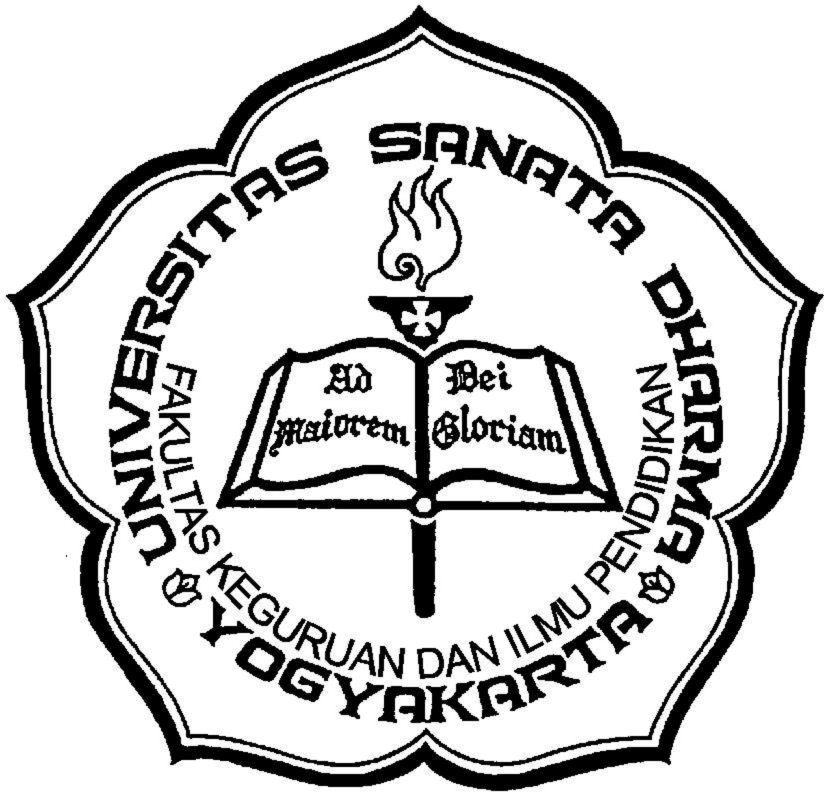 UNIVERSITAS SANATA DHARMA
FAKULTAS KEGURUAN DAN ILMU PENDIDIKAN
YOGYAKARTA
Ad
Maiorem
Dei
Gloriam